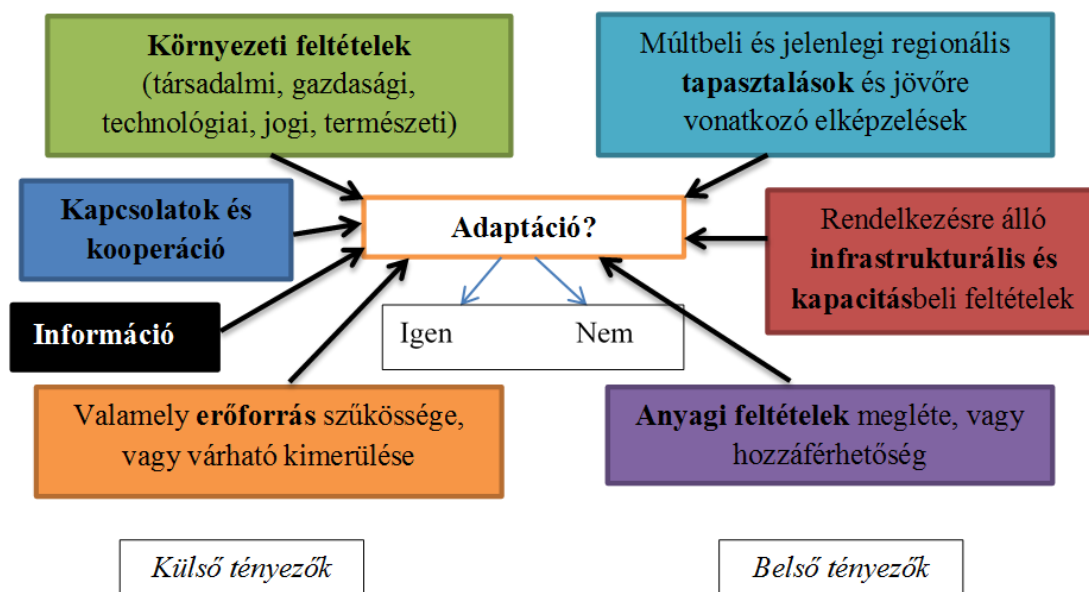 Környezeti feltételek
(társadalmi, gazdasági,
technológiai, jogi, természeti)
Múltbeli és jelenlegi regionális
tapasztalások és jövőre
vonatkozó elképzelések
Kapcsolatok és
kooperáció
Adaptáció?
Rendelkezésre álló
infrastrukturális és
kapacitásbeli feltételek
Információ
Igen
Nem
Valamely erőforrás szűkössége,
vagy várható kimerülése
Anyagi feltételek megléte, vagy
hozzáférhetőség
Külső tényezők
Belső tényezők